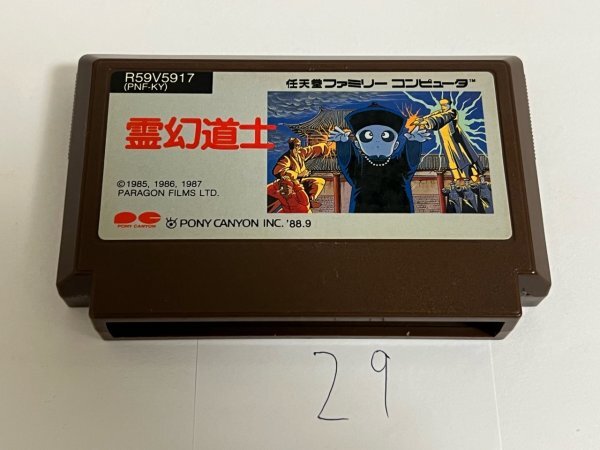 R59V5917
(PNF-KY)
任天堂ファミリーコンピュータ™
霊幻道士
©1985, 1986, 1987
PARAGON FILMS LTD.
PONY CANYON
PONY CANYON INC. '88.9
29